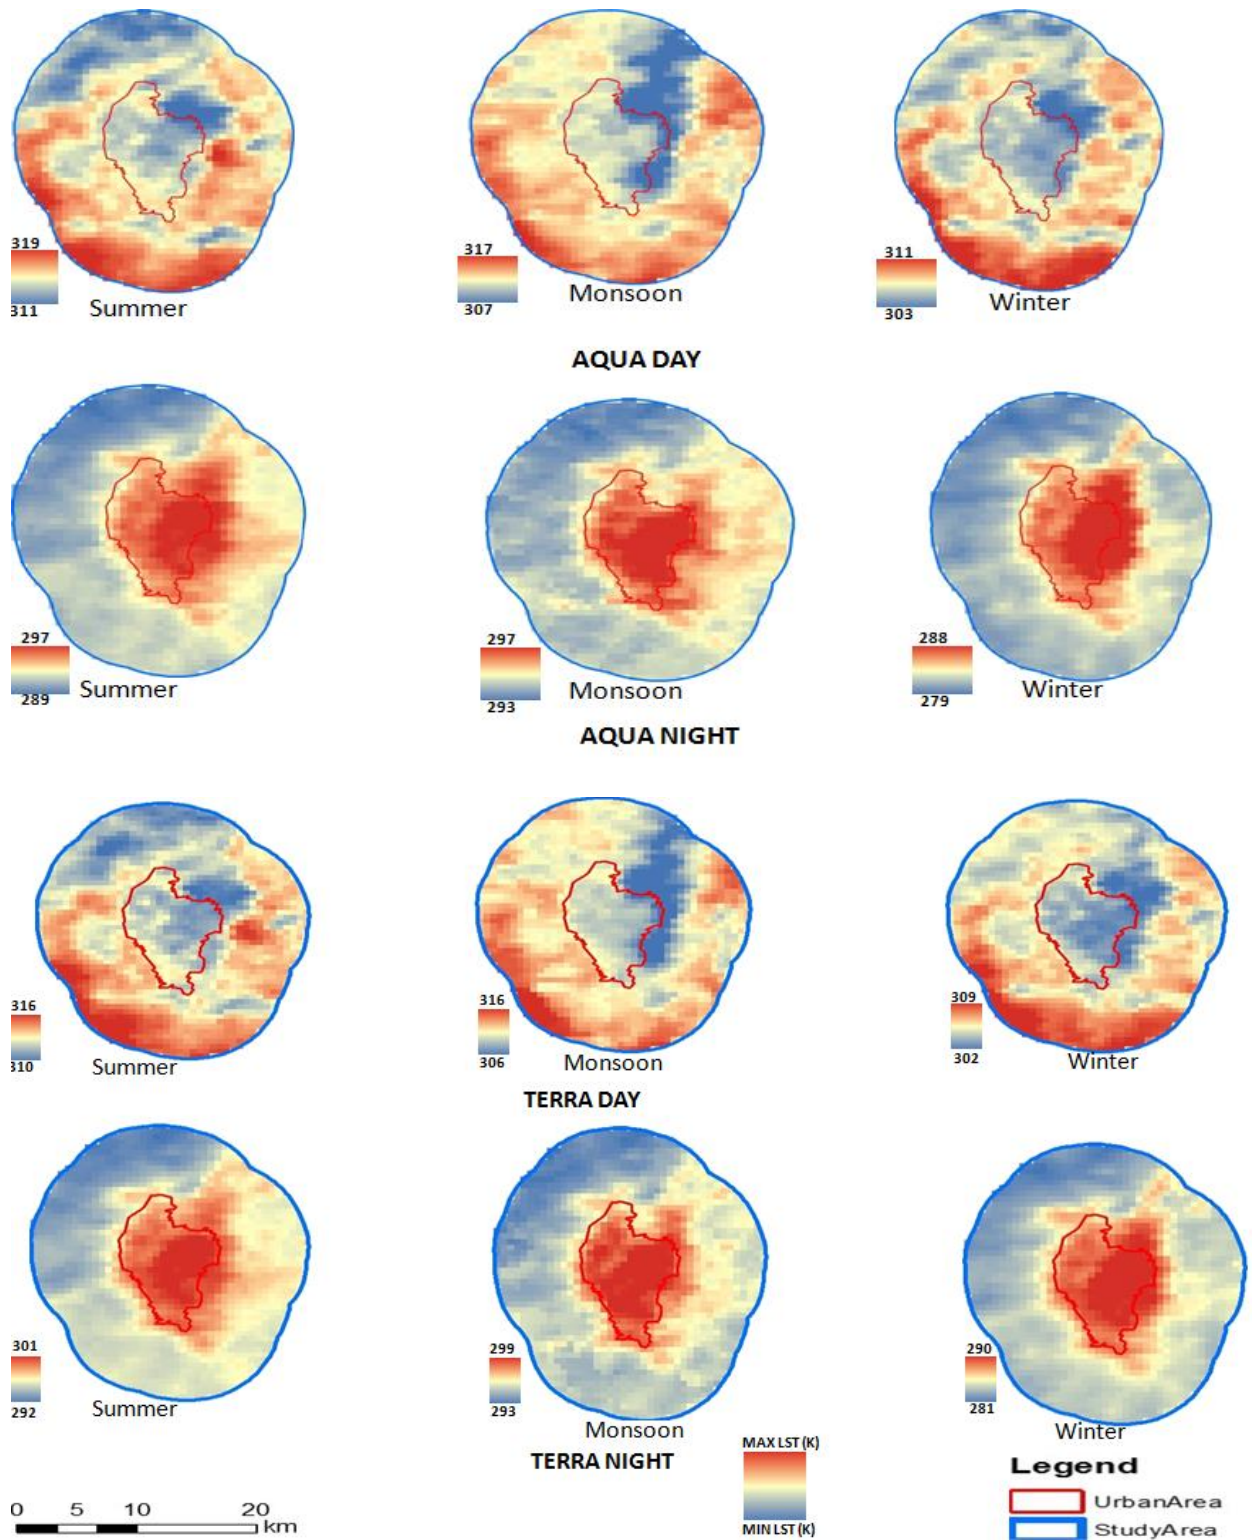 319
311
Summer
317
307
Monsoon
311
303
Winter
AQUA DAY
297
289
Summer
297
293
Monsoon
288
279
Winter
AQUA NIGHT
316
310
Summer
316
306
Monsoon
309
302
Winter
TERRA DAY
301
292
Summer
299
293
Monsoon
290
281
Winter
TERRA NIGHT
MAX LST (K)
MIN LST (K)
0 5 10 20
km
Legend
UrbanArea
StudyArea